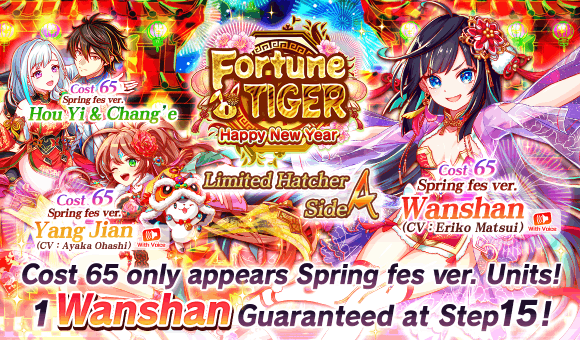 Fortune
TIGER
Happy New Year
Limited Hatcher
Side A
Cost 65
Spring fes ver.
Hou Yi & Chang'e
Cost 65
Spring fes ver.
Yang Jian
(CV : Ayaka Ohashi)
With Voice
Cost 65
Spring fes ver.
Wanshan
(CV : Eriko Matsui)
With Voice
Cost 65 only appears Spring fes ver. Units!
1 Wanshan Guaranteed at Step15!